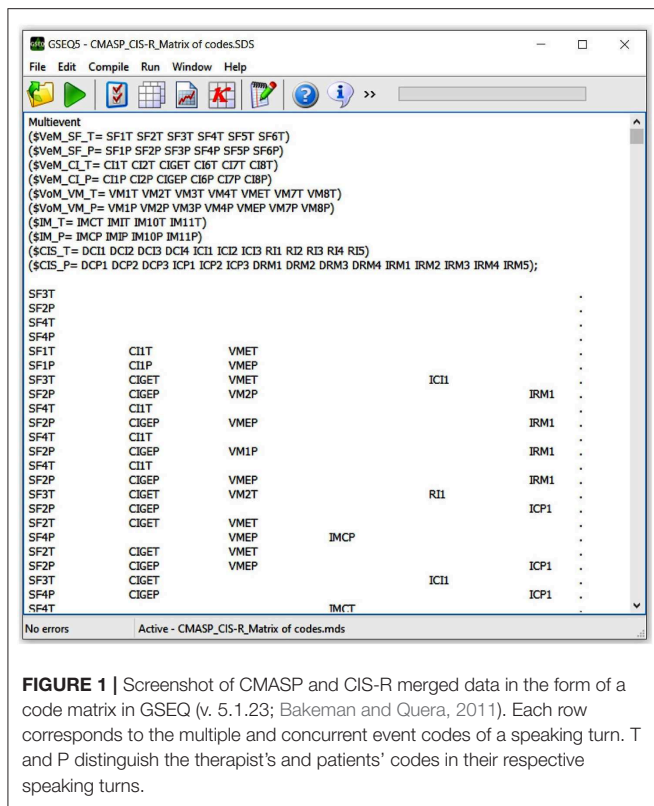 GSEQ5 - CMASP_CIS-R_Matrix of codes.SDS
File Edit Compile Run Window Help
>>
Multievent
($VeM_SF_T= SF1T SF2T SF3T SF4T SF5T SF6T)
($VeM_SF_P= SF1P SF2P SF3P SF4P SF5P SF6P)
($VeM_CI_T= CI1T CI2T CIGET CI6T CI7T CI8T)
($VeM_CI_P= CI1P CI2P CIGEP CI6P CI7P CI8P)
($VoM_VM_T= VM1T VM2T VM3T VM4T VMET VM7T VM8T)
($VoM_VM_P= VM1P VM2P VM3P VM4P VMEP VM7P VM8P)
($IM_T= IMCT IMIT IM10T IM11T)
($IM_P= IMCP IMIP IM10P IM11P)
($CIS_T= DCI1 DCI2 DCI3 DCI4 ICI1 ICI2 ICI3 RI1 RI2 RI3 RI4 RI5)
($CIS_P= DCP1 DCP2 DCP3 ICP1 ICP2 ICP3 DRM1 DRM2 DRM3 DRM4 IRM1 IRM2 IRM3 IRM4 IRM5);
SF3T .
SF2P .
SF4T .
SF4P .
SF1T CI1T VMET .
SF1P CI1P VMEP .
SF3T CIGET VMET ICI1 .
SF2P CIGEP VM2P IRM1 .
SF4T CI1T .
SF2P CIGEP VMEP IRM1 .
SF4T CI1T .
SF2P CIGEP VM1P IRM1 .
SF4T CI1T .
SF2P CIGEP VMEP IRM1 .
SF3T CIGET VM2T RI1 .
SF2P CIGEP ICP1 .
SF2T CIGET VMET .
SF4P VMEP IMCP .
SF2T CIGET VMET .
SF2P CIGEP VMEP ICP1 .
SF3T CIGET ICI1 .
SF4P CIGEP ICP1 .
SF4T IMCT .
No errors Active - CMASP_CIS-R_Matrix of codes.mds
FIGURE 1 | Screenshot of CMASP and CIS-R merged data in the form of a
code matrix in GSEQ (v. 5.1.23; Bakeman and Quera, 2011). Each row
corresponds to the multiple and concurrent event codes of a speaking turn. T
and P distinguish the therapist's and patients' codes in their respective
speaking turns.